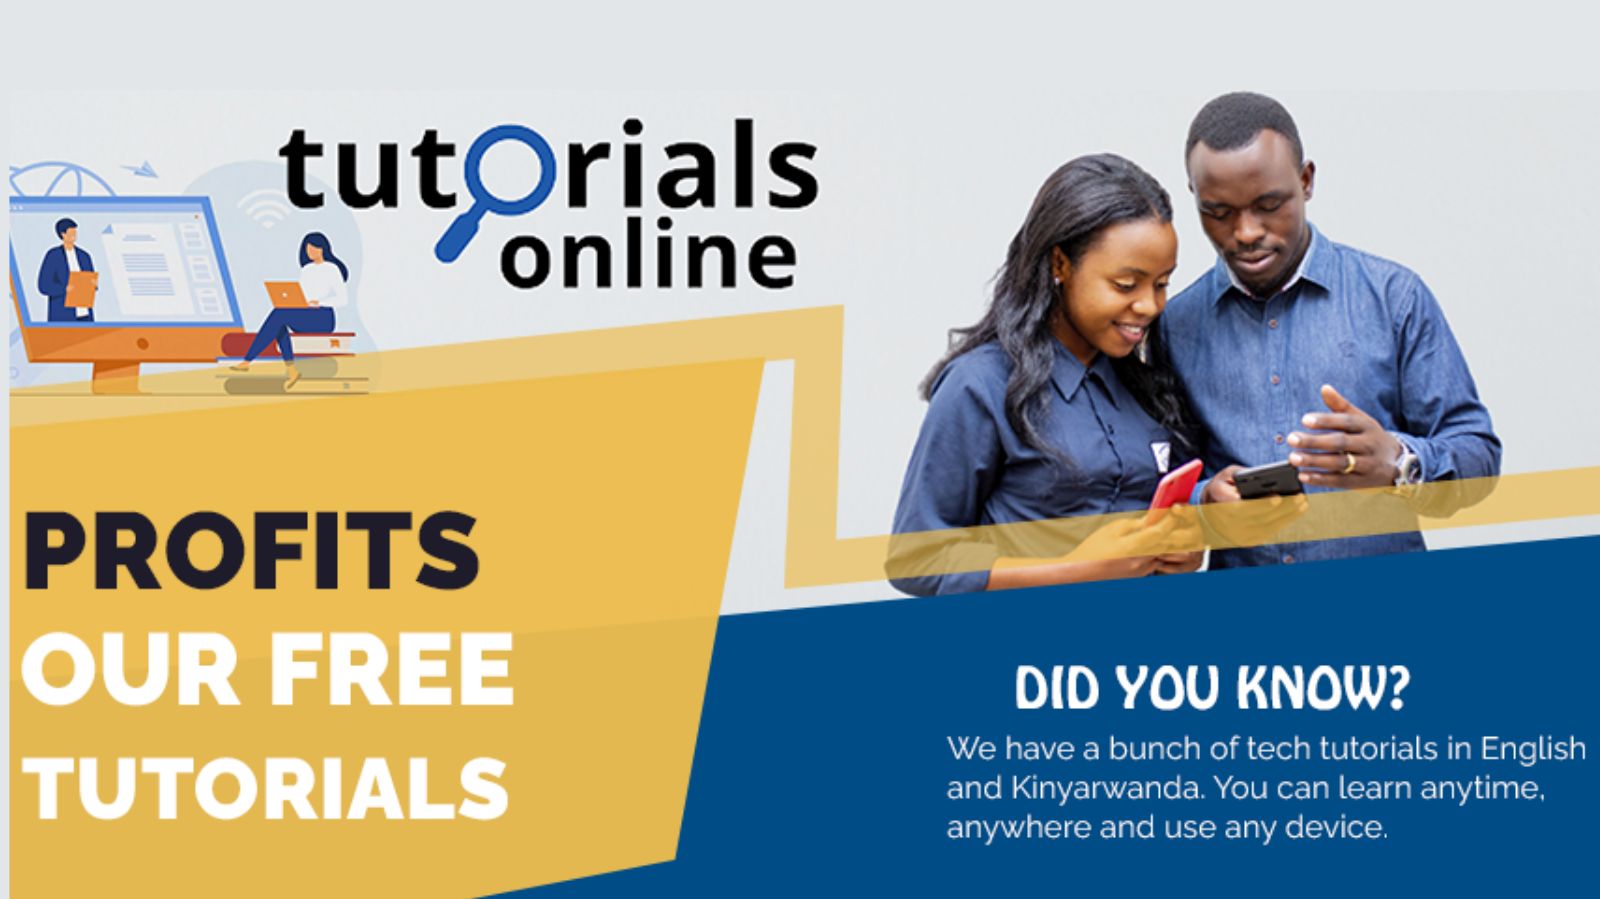 tutorials
online
PROFITS
OUR FREE
TUTORIALS
DID YOU KNOW?
We have a bunch of tech tutorials in English
and Kinyarwanda. You can learn anytime,
anywhere and use any device.